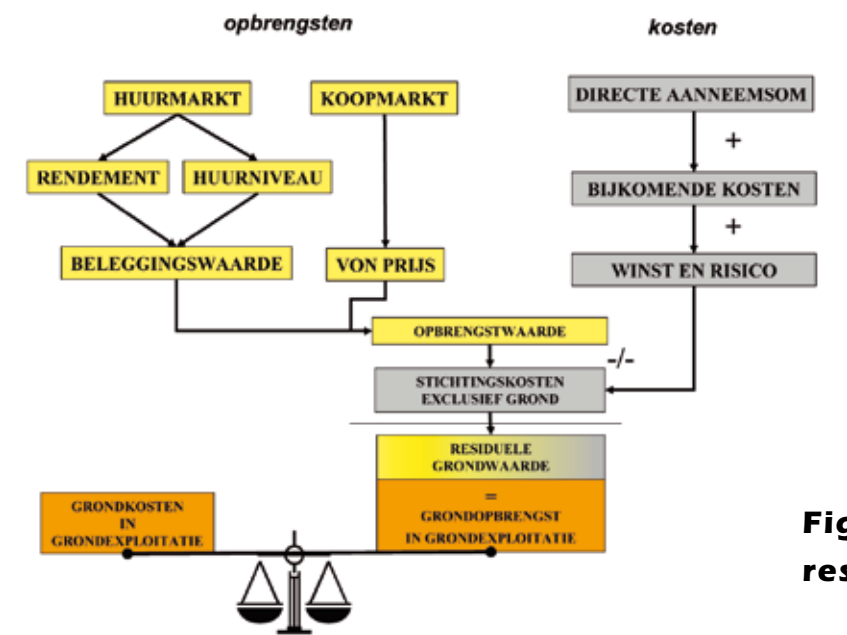 opbrengsten
kosten
HUURMARKT
KOOPMARKT
DIRECTE AANNEEMSOM
+
RENDEMENT
HUURNIVEAU
BIJKOMENDE KOSTEN
+
BELEGGINGSWAARDE
VON PRIJS
WINST EN RISICO
OPBRENGSTWAARDE
-/-
STICHTINGSKOSTEN
EXCLUSIEF GROND
RESIDUELE
GRONDWAARDE
=
GRONDOPBRENGST
IN GRONDEXPLOITATIE
GRONDKOSTEN
IN
GRONDEXPLOITATIE
Fig
res